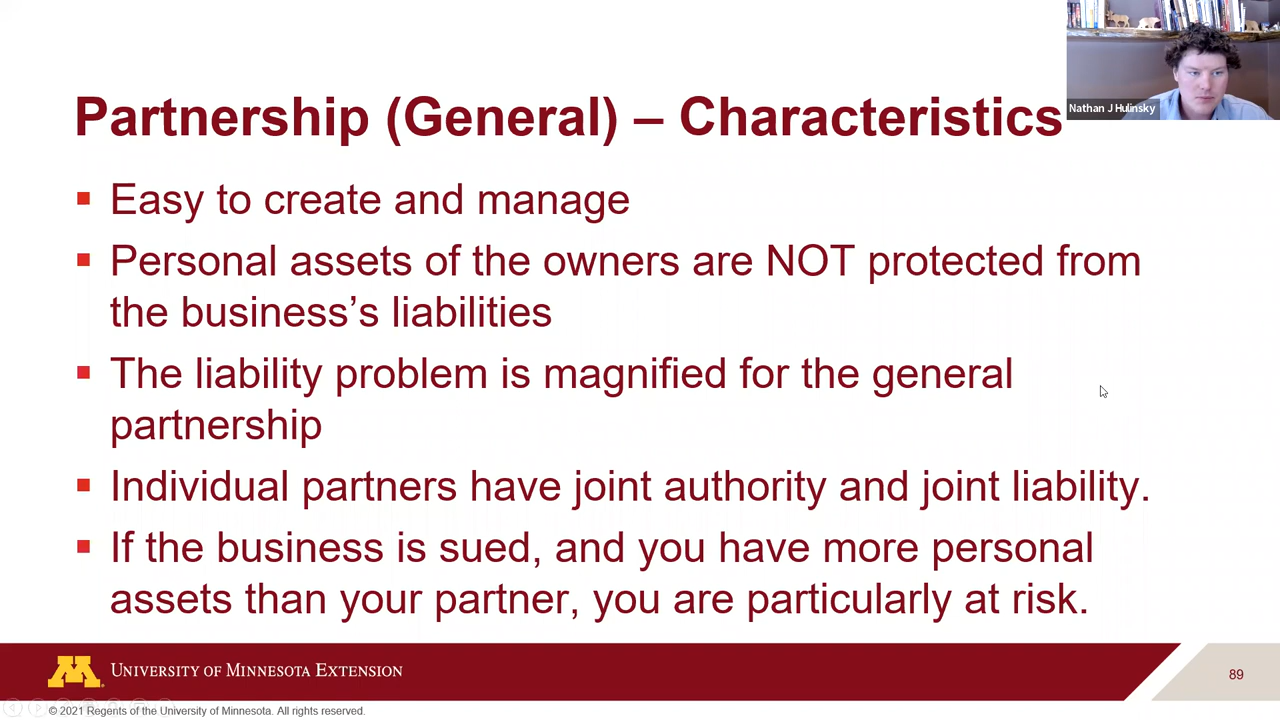 Partnership (General) – Characteristics
Nathan J Hulinsky
▪ Easy to create and manage
▪ Personal assets of the owners are NOT protected from
the business’s liabilities
▪ The liability problem is magnified for the general
partnership
▪ Individual partners have joint authority and joint liability.
▪ If the business is sued, and you have more personal
assets than your partner, you are particularly at risk.
M
UNIVERSITY OF MINNESOTA EXTENSION
89
© 2021 Regents of the University of Minnesota. All rights reserved.